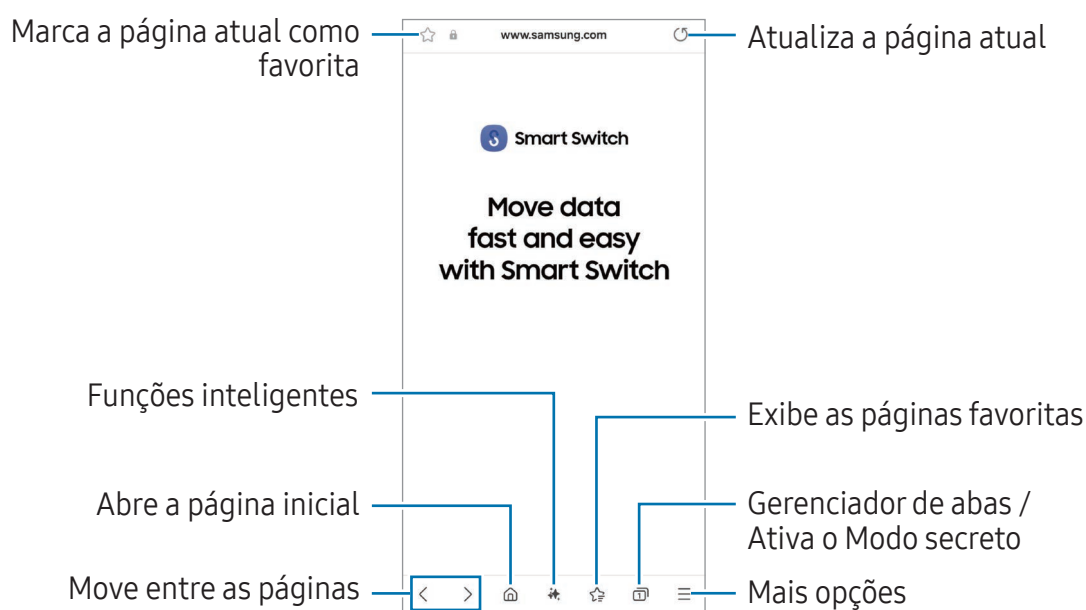 Marca a página atual como
favorita
www.samsung.com
Atualiza a página atual
Smart Switch
Move data
fast and easy
with Smart Switch
Funções inteligentes
Exibe as páginas favoritas
Abre a página inicial
Gerenciador de abas /
Ativa o Modo secreto
Move entre as páginas
1
Mais opções